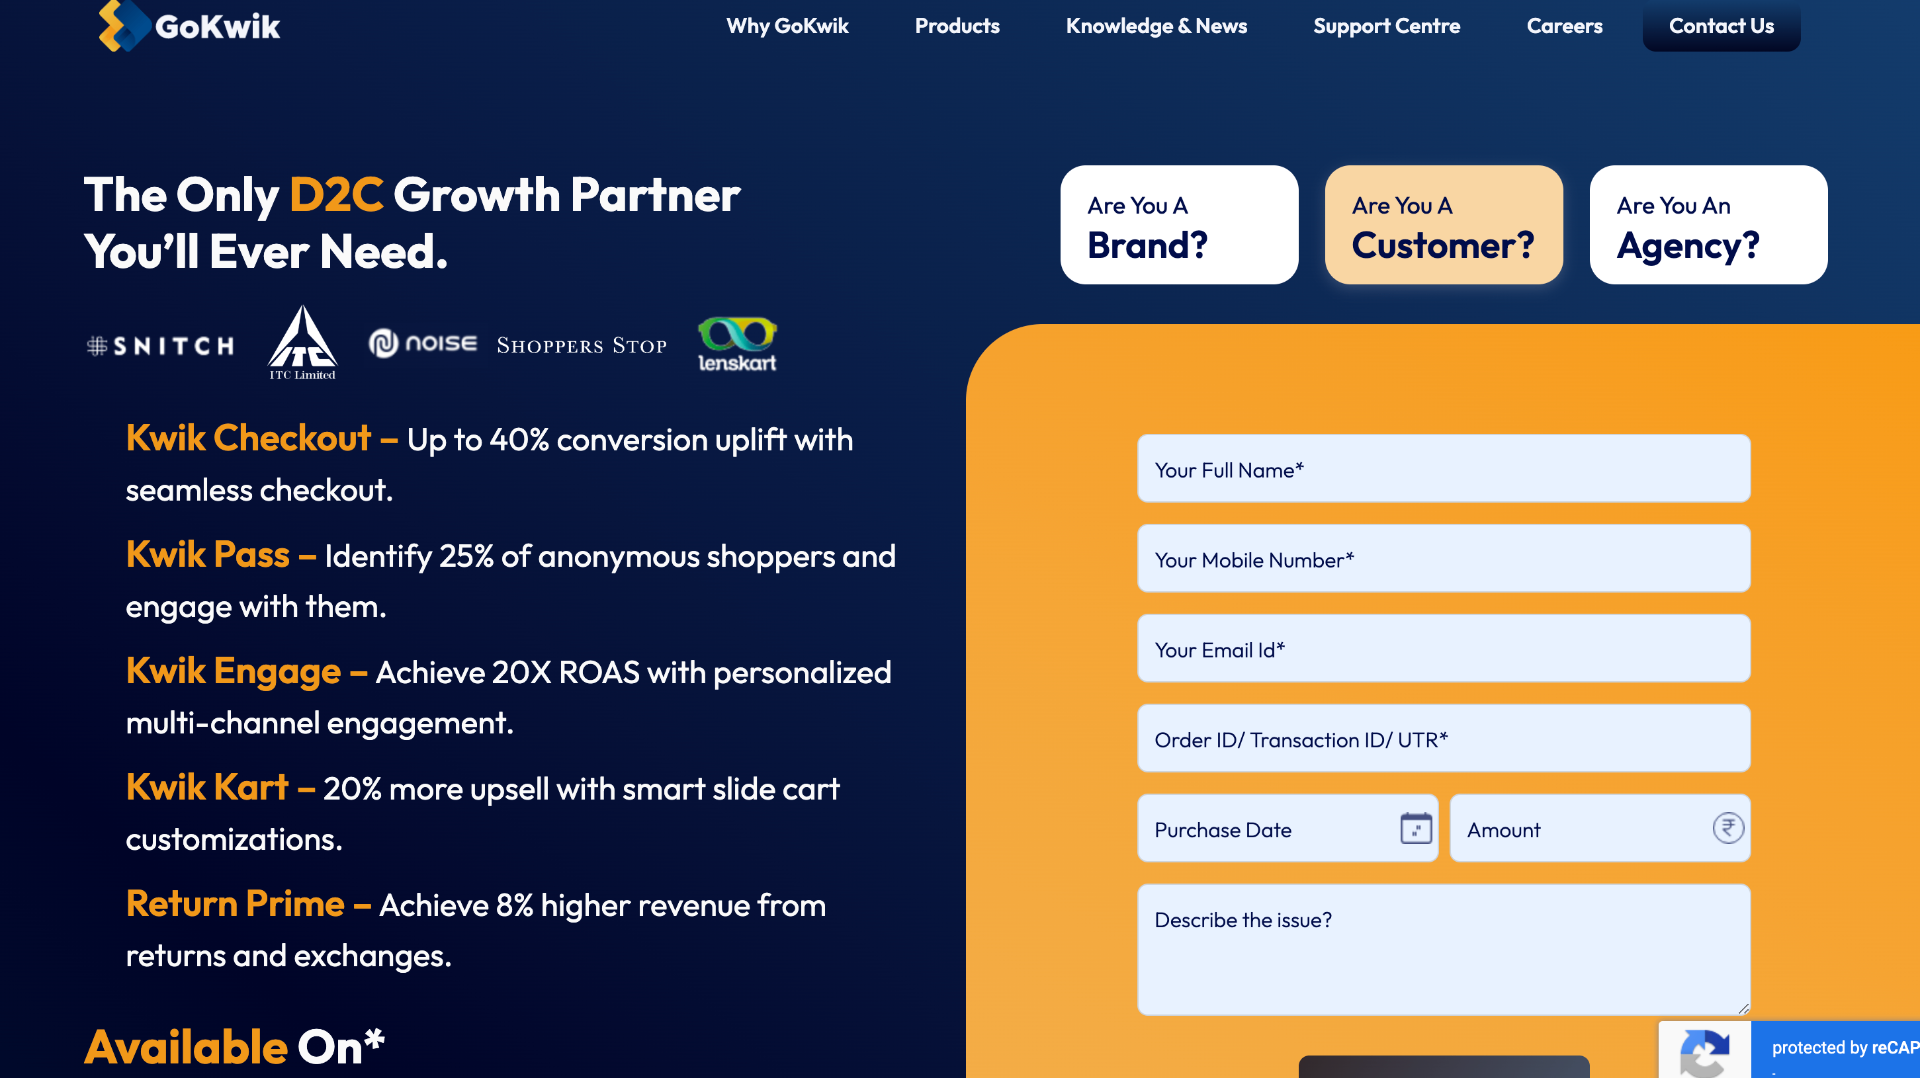 GoKwik
Why GoKwik
Products
Knowledge & News
Support Centre
Careers
Contact Us
The Only D2C Growth Partner
You'll Ever Need.
SNITCH
ITC
ITC Limited
NOISE
SHOPPERS STOP
lenskart
Kwik Checkout – Up to 40% conversion uplift with
seamless checkout.
Kwik Pass – Identify 25% of anonymous shoppers and
engage with them.
Kwik Engage – Achieve 20X ROAS with personalized
multi-channel engagement.
Kwik Kart – 20% more upsell with smart slide cart
customizations.
Return Prime – Achieve 8% higher revenue from
returns and exchanges.
Available On*
Are You A
Brand?
Are You A
Customer?
Are You An
Agency?
Your Full Name*
Your Mobile Number*
Your Email Id*
Order ID/ Transaction ID/ UTR*
Purchase Date
Amount
₹
Describe the issue?
protected by reCAP